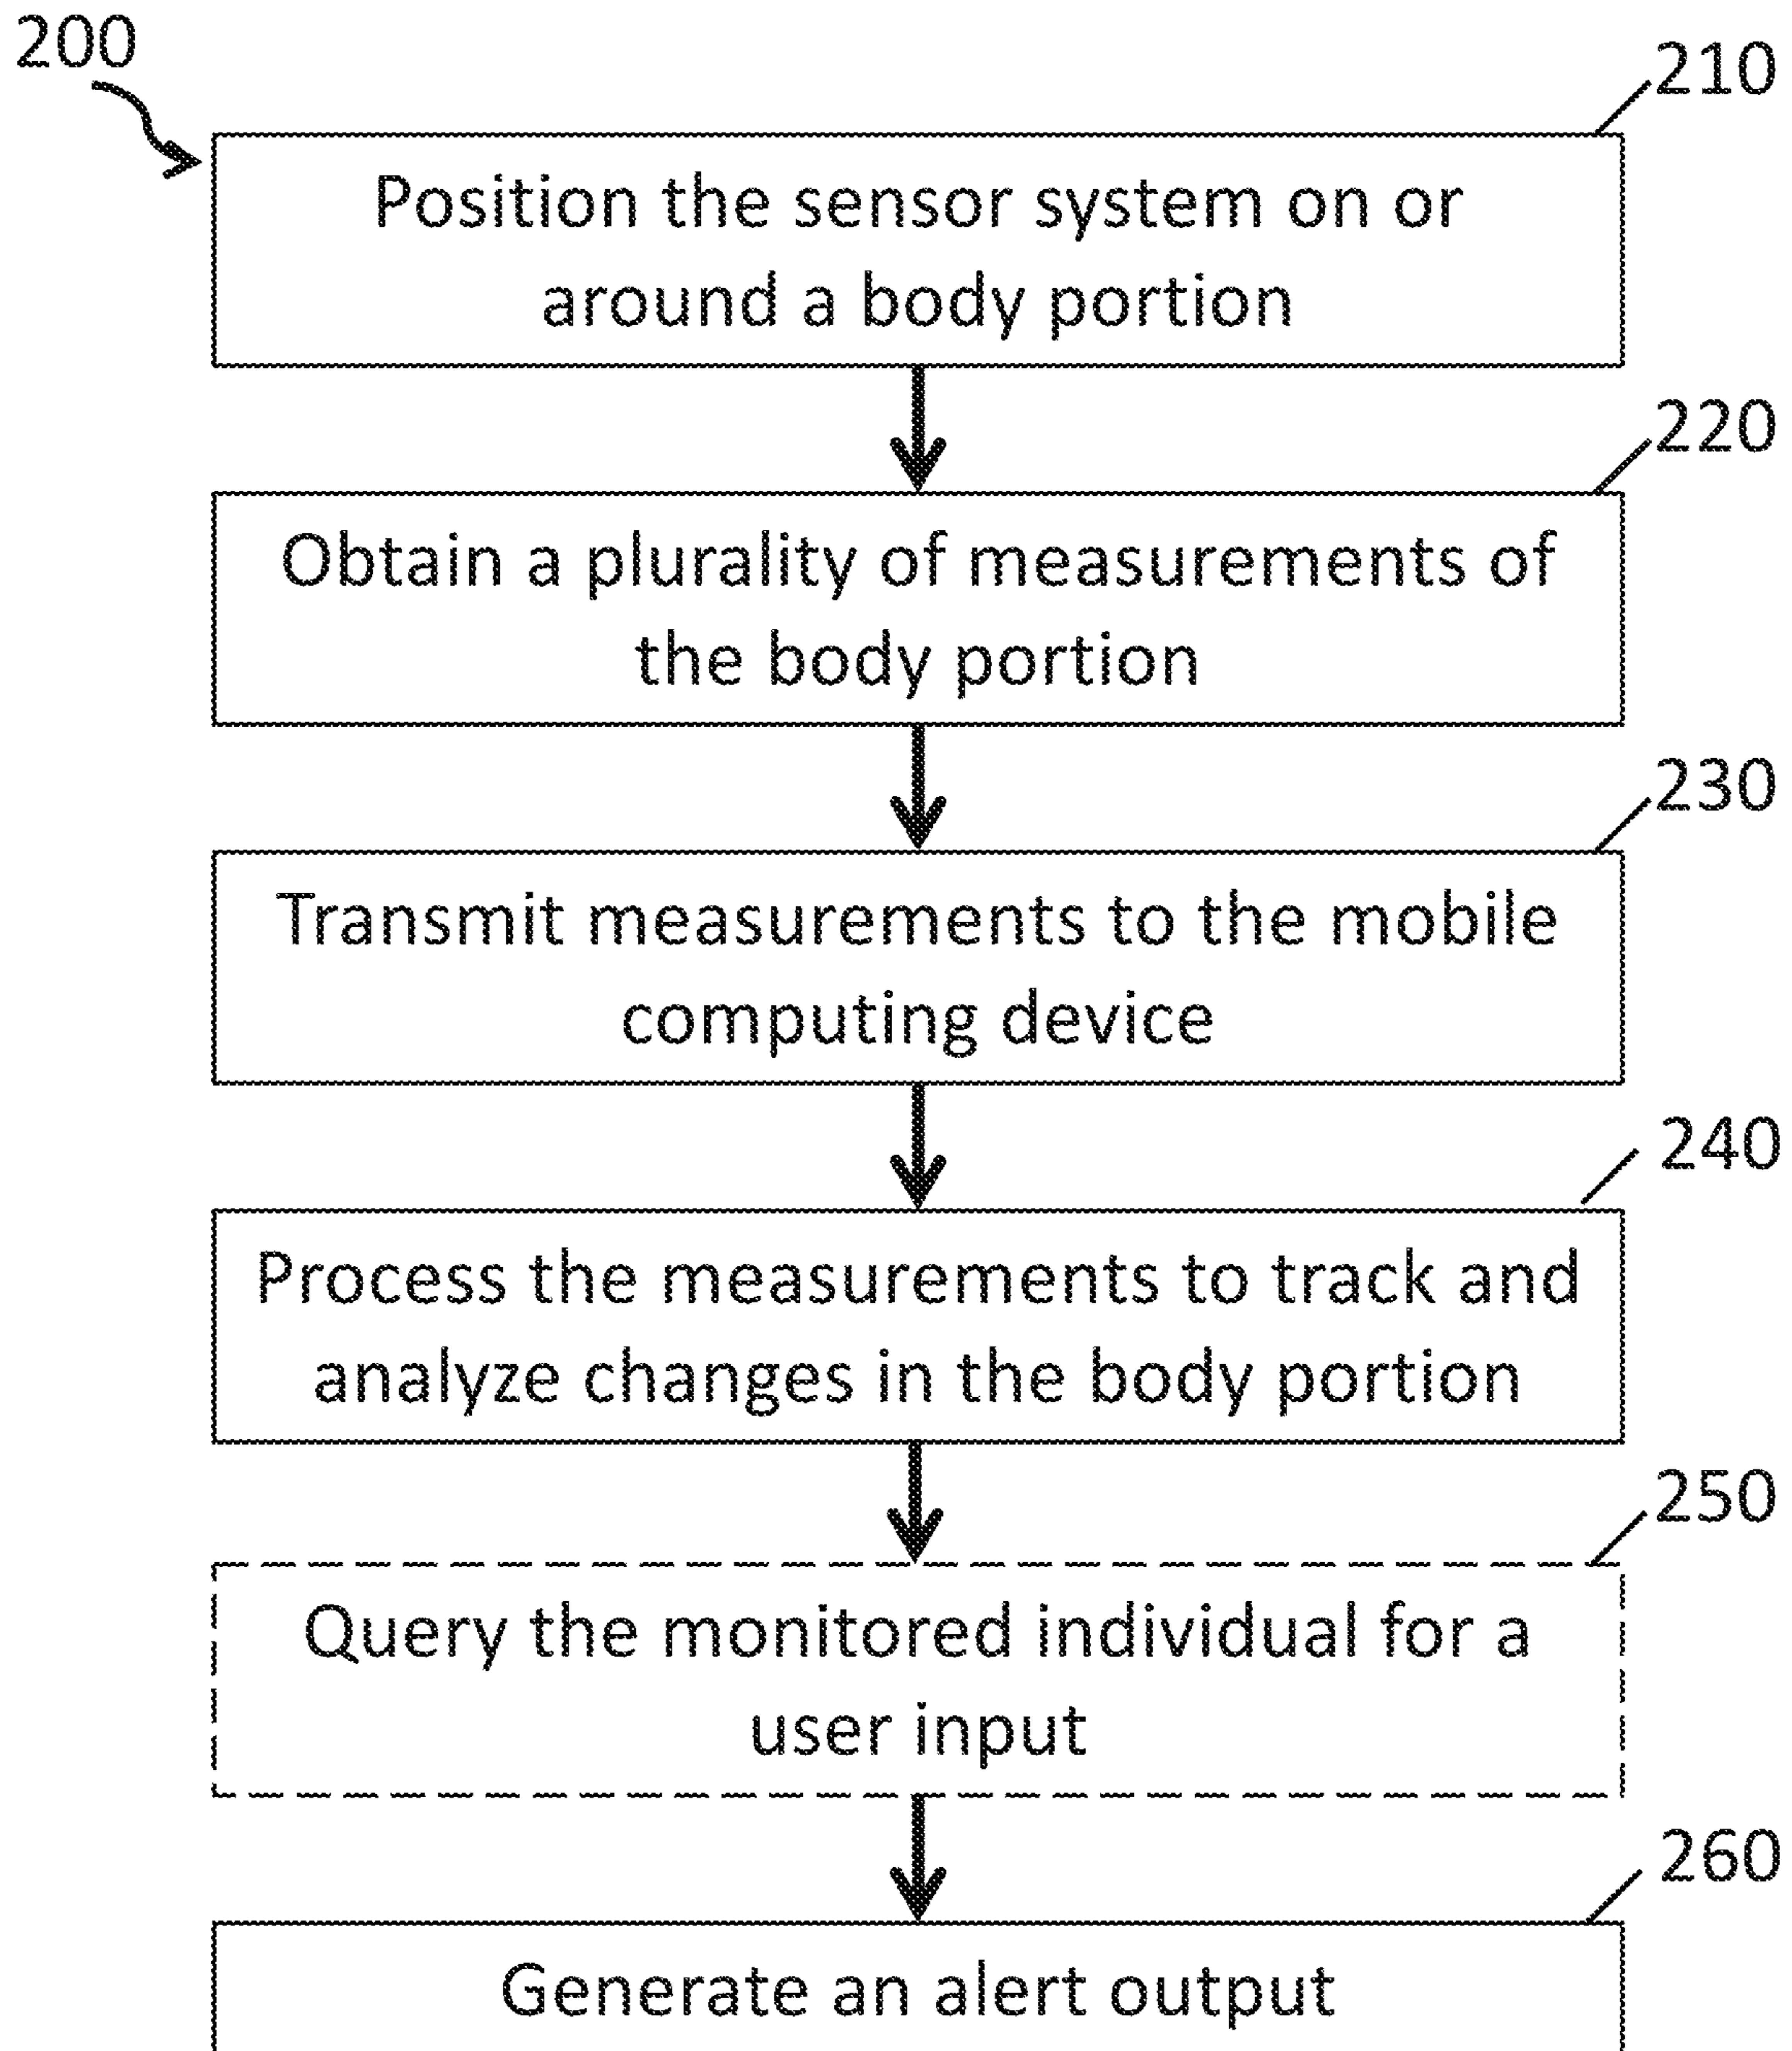 200
210
Position the sensor system on or
around a body portion
220
Obtain a plurality of measurements of
the body portion
230
Transmit measurements to the mobile
computing device
240
Process the measurements to track and
analyze changes in the body portion
250
Query the monitored individual for a
user input
260
Generate an alert output